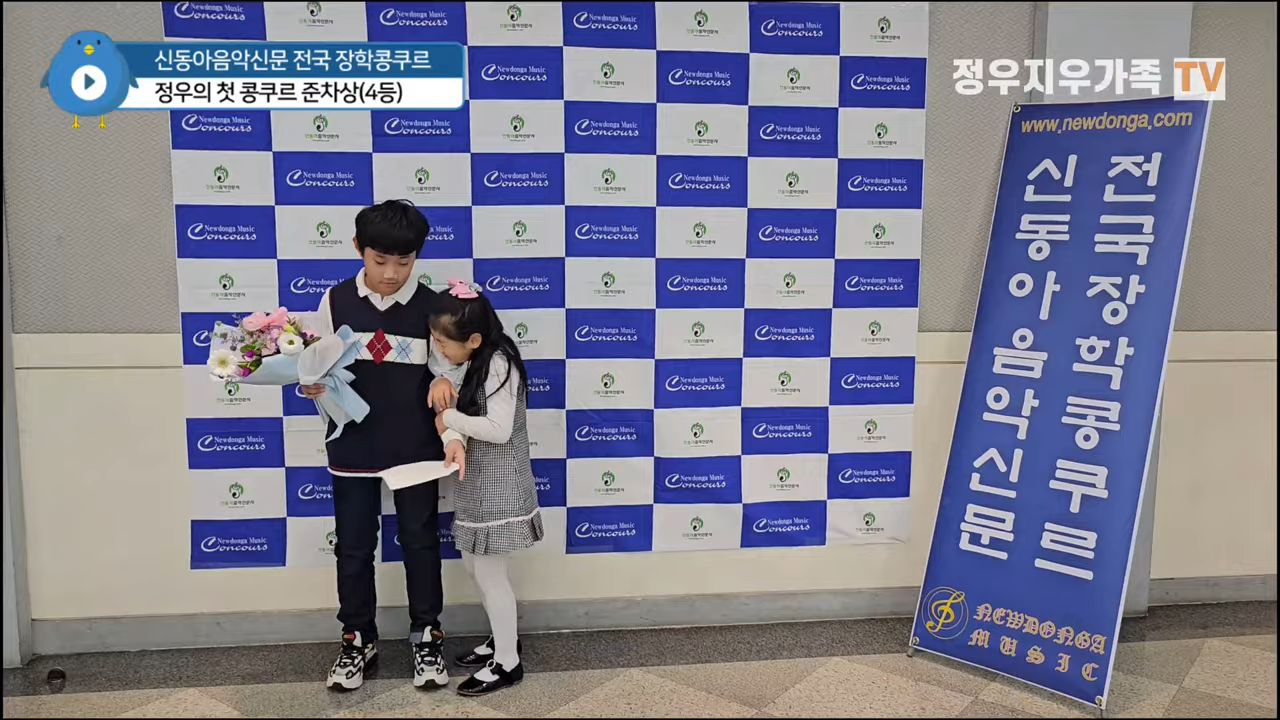 신동아음악신문 전국 장학콩쿠르
정우의 첫 콩쿠르 준차상(4등)
정우지우가족 TV
Newdonga Music
Concours
www.newdonga.com
전국장학콩쿠르
신동아음악신문
NEWDONGA
MUSIC